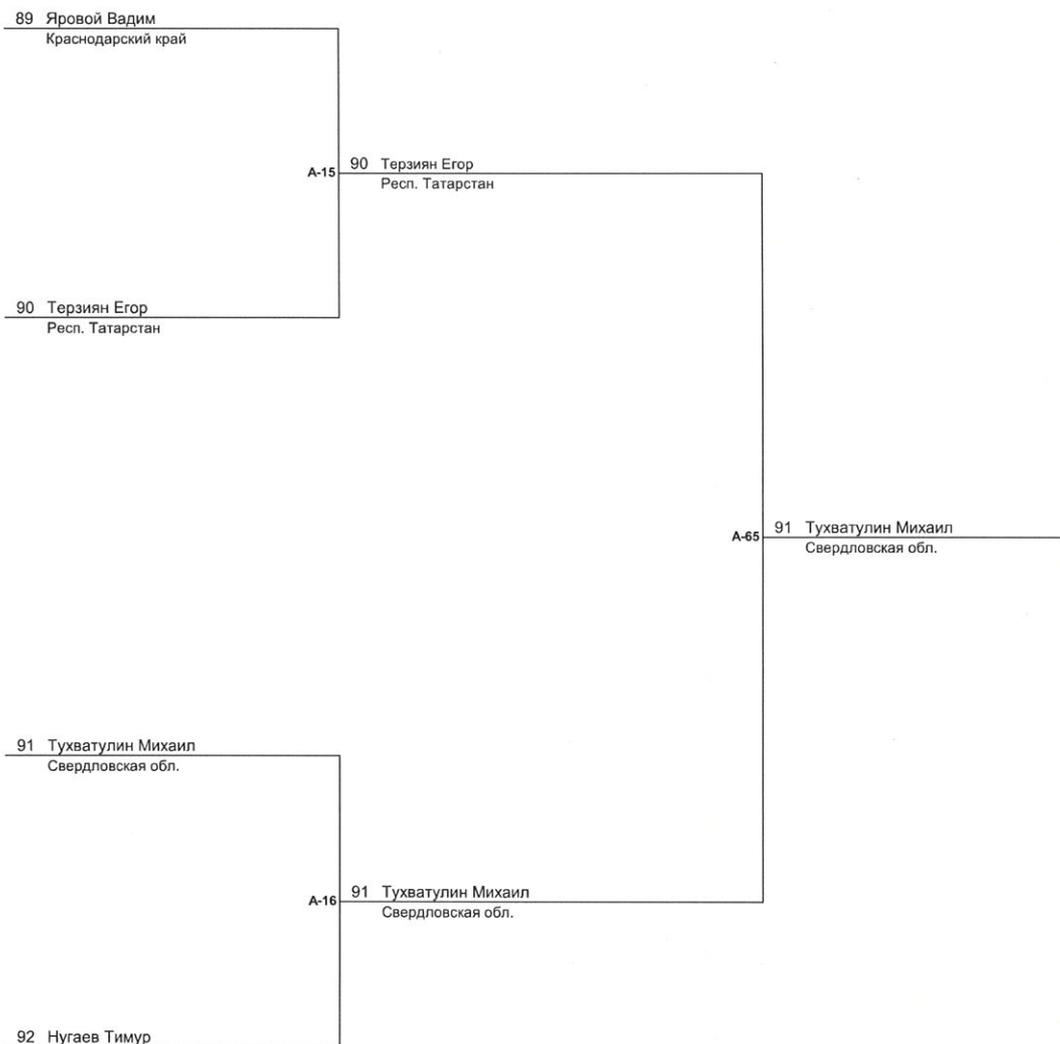 89 Яровой Вадим
Краснодарский край
А-15
90 Терзиян Егор
Респ. Татарстан
90 Терзиян Егор
Респ. Татарстан
А-65
91 Тухватулин Михаил
Свердловская обл.
91 Тухватулин Михаил
Свердловская обл.
А-16
91 Тухватулин Михаил
Свердловская обл.
92 Нугаев Тимур